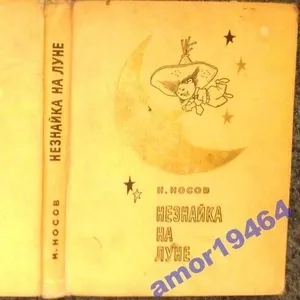 Н. НОСОВ
НЕЗНАЙКА НА ЛУНЕ
Н. НОСОВ
НЕЗНАЙКА
НА
ЛУНЕ
amor19464